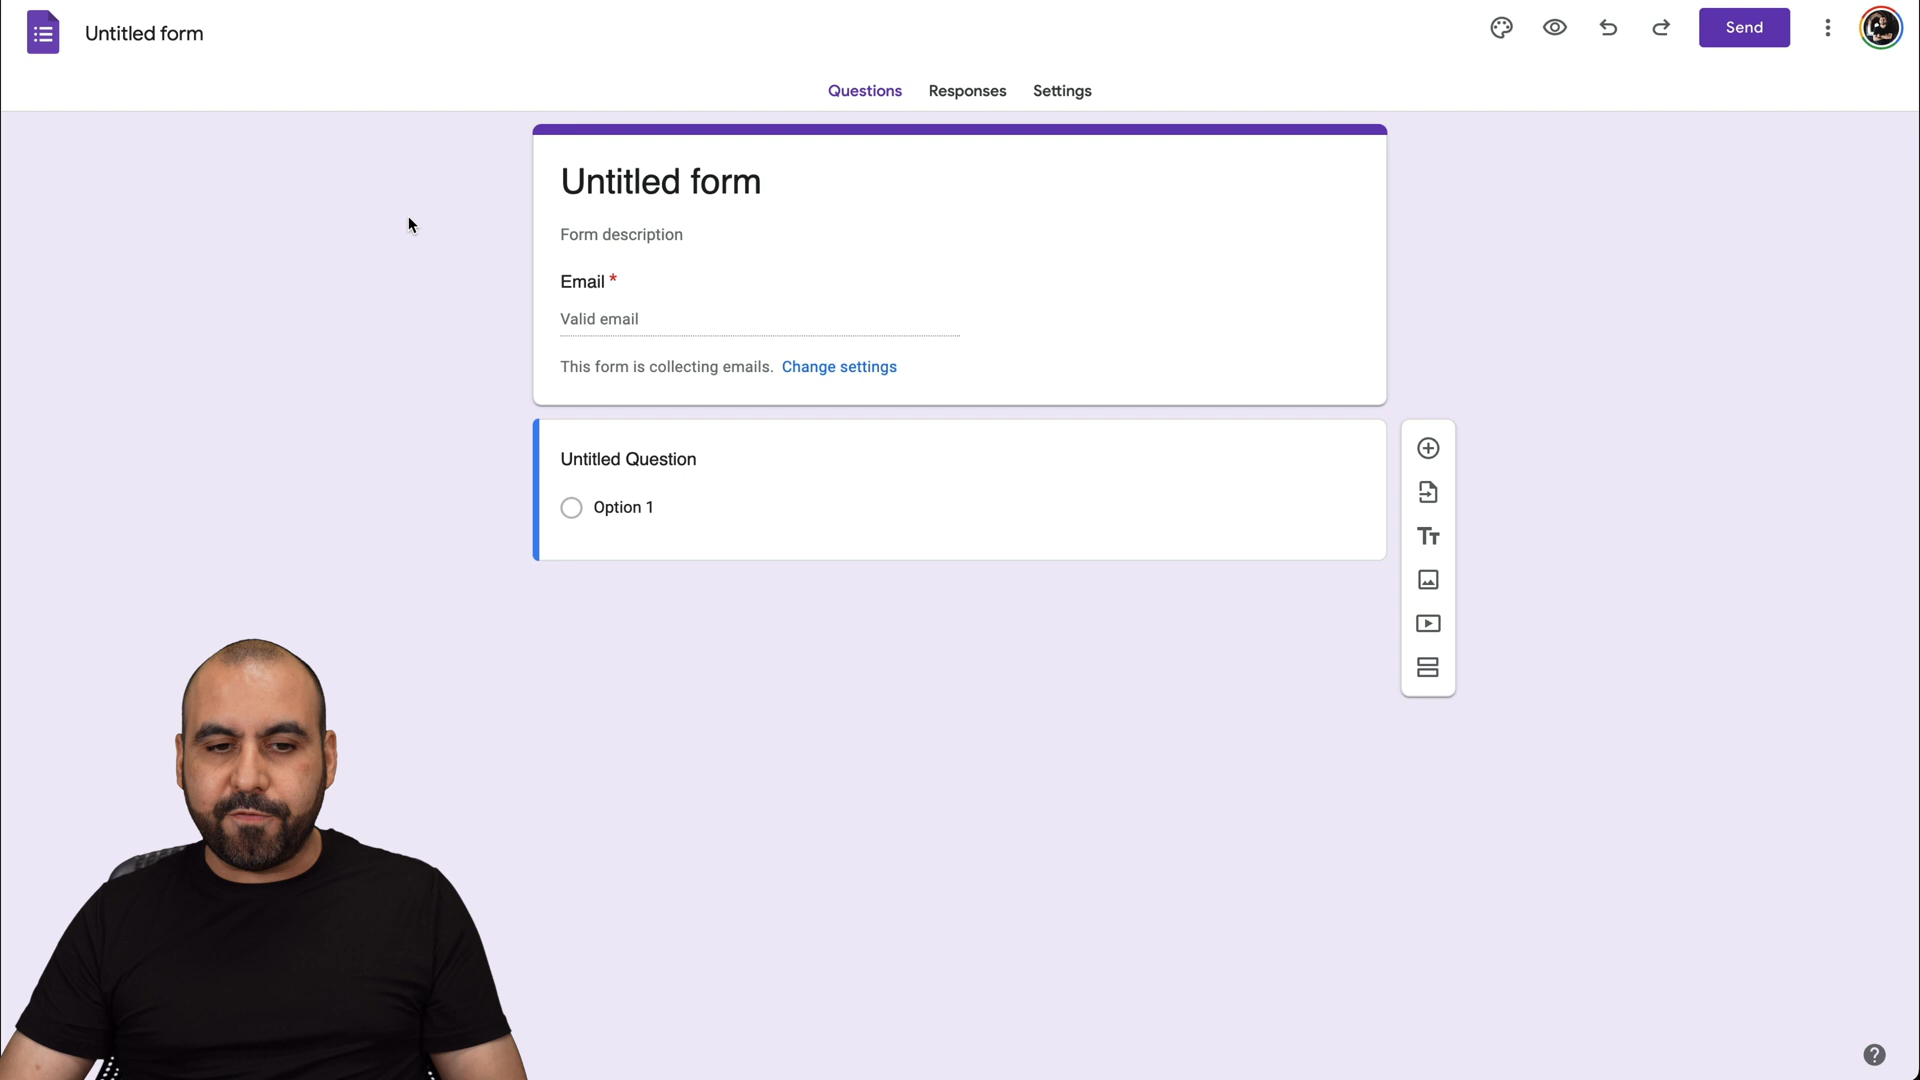 Untitled form
Send
Questions
Responses
Settings
Untitled form
Form description
Email *
Valid email
This form is collecting emails. Change settings
Untitled Question
Option 1